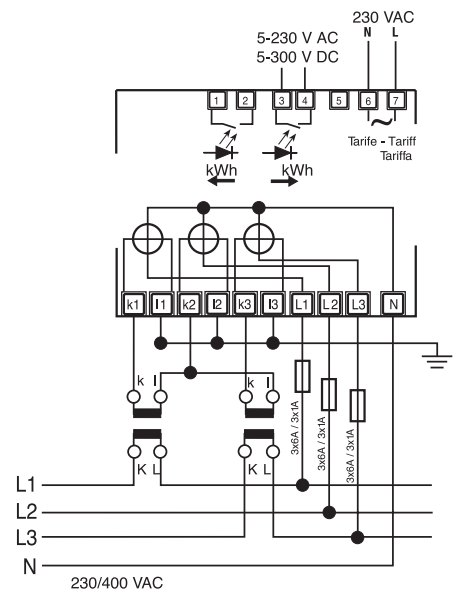 230 VAC
N L
5-230 V AC
5-300 V DC
1 2 3 4 5 6 7
~
Tarife - Tariff
Tariffa
kWh kWh
k1 l1 k2 l2 k3 l3 L1 L2 L3 N
k l k l
3x6A / 3x1A
3x6A / 3x1A
3x6A / 3x1A
K L K L
L1
L2
L3
N
230/400 VAC